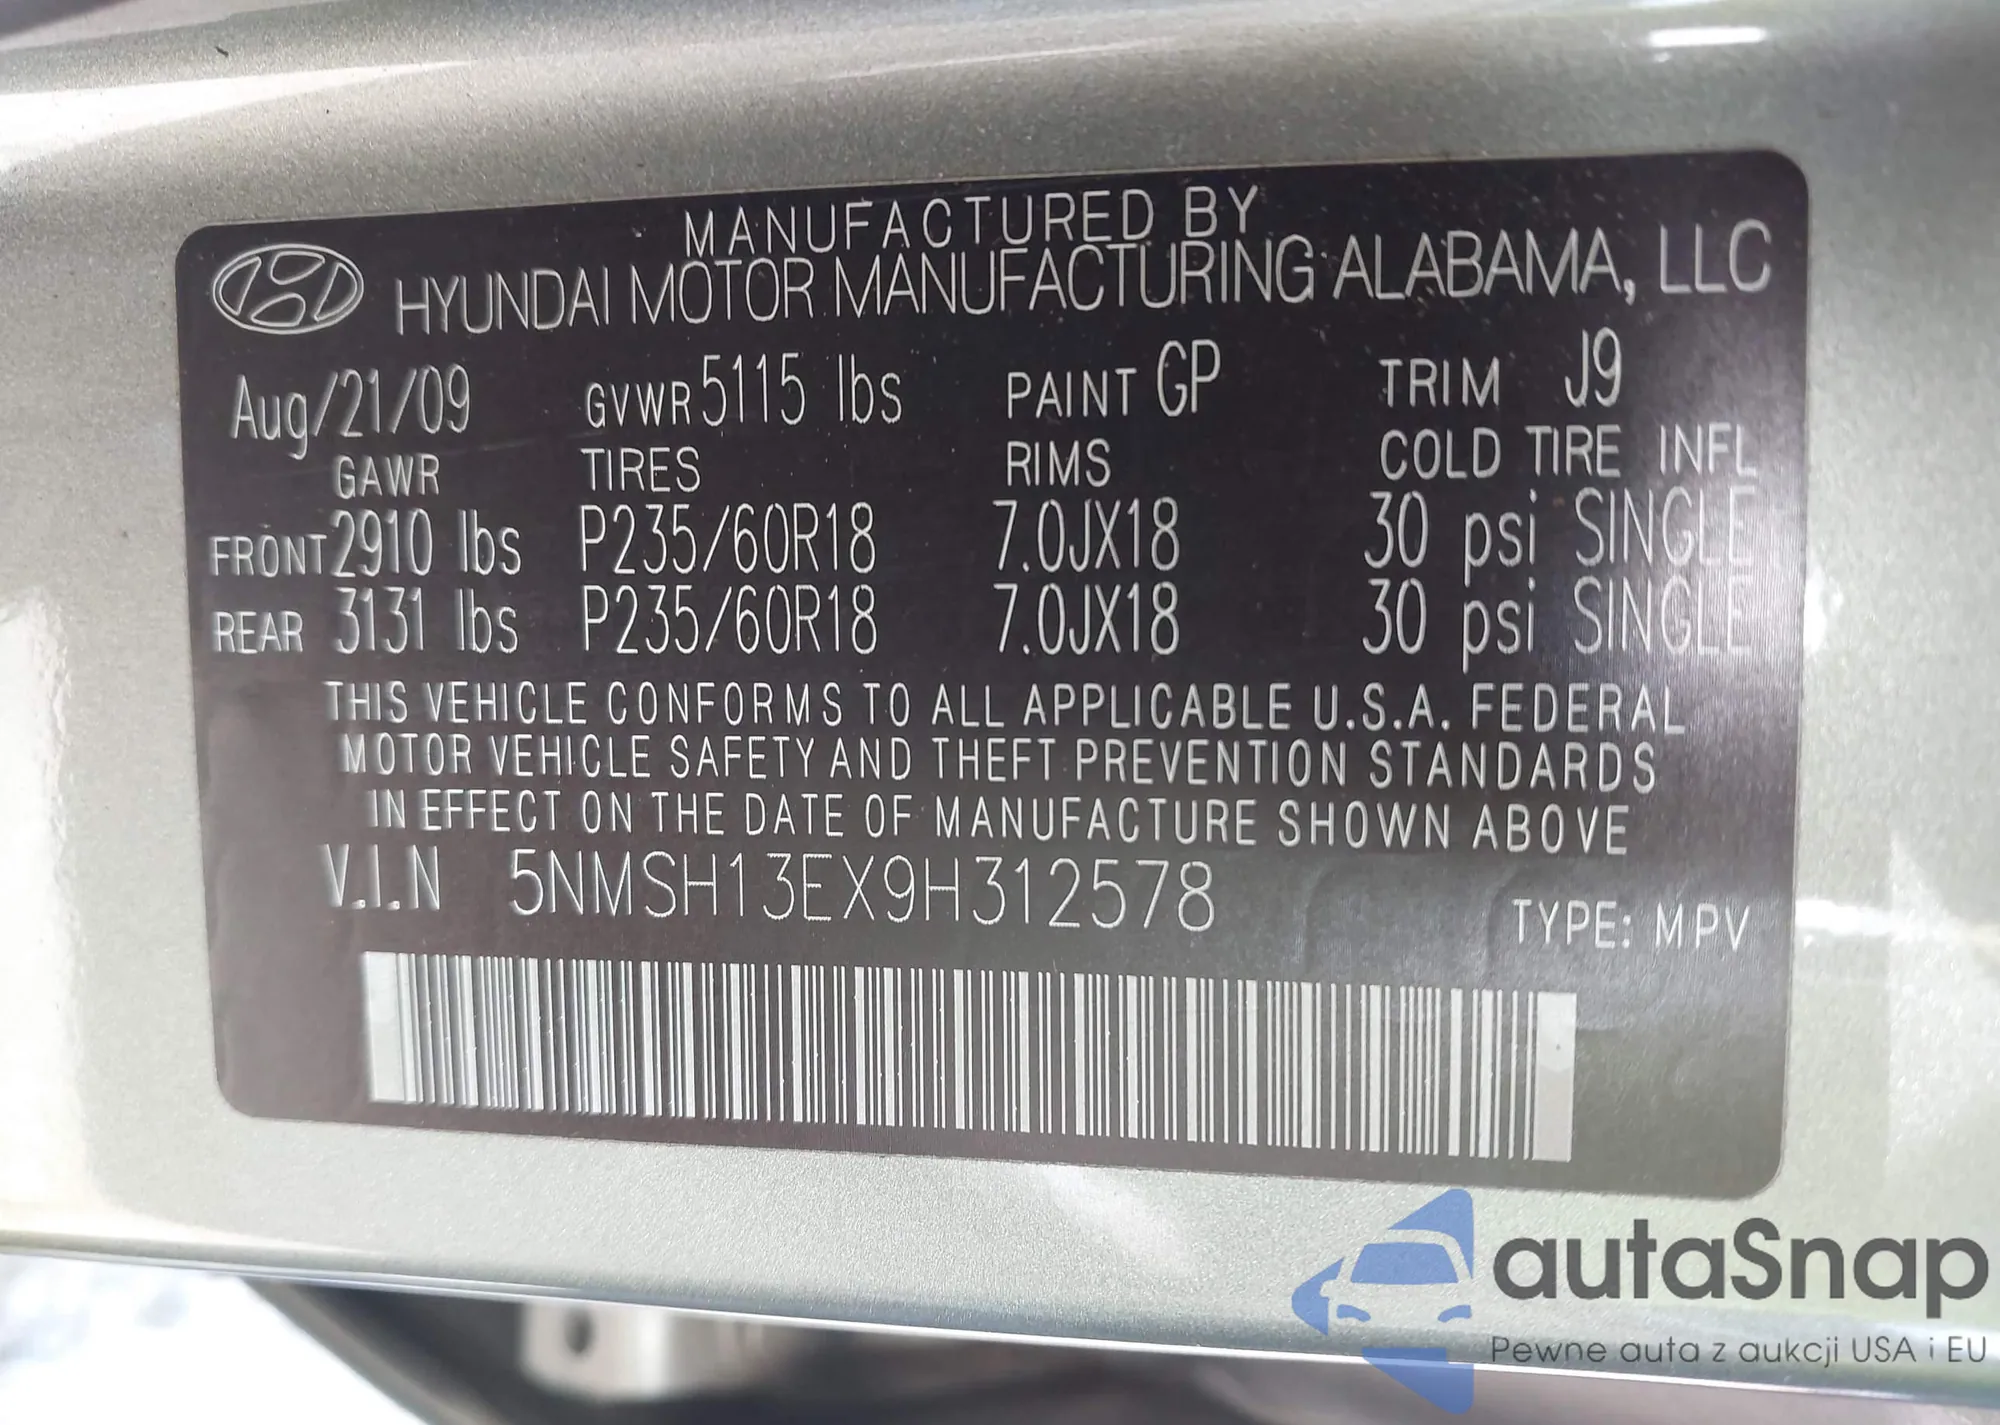 MANUFACTURED BY
HYUNDAI MOTOR MANUFACTURING ALABAMA, LLC
Aug/21/09 GVWR 5115 lbs PAINT GP TRIM J9
GAWR TIRES RIMS COLD TIRE INFL
FRONT 2910 lbs P235/60R18 7.0JX18 30 psi SINGLE
REAR 3131 lbs P235/60R18 7.0JX18 30 psi SINGLE
THIS VEHICLE CONFORMS TO ALL APPLICABLE U.S.A. FEDERAL
MOTOR VEHICLE SAFETY AND THEFT PREVENTION STANDARDS
IN EFFECT ON THE DATE OF MANUFACTURE SHOWN ABOVE
V.I.N 5NMSH13EX9H312578
TYPE: MPV
autaSnap
Pewne auta z aukcji USA i EU